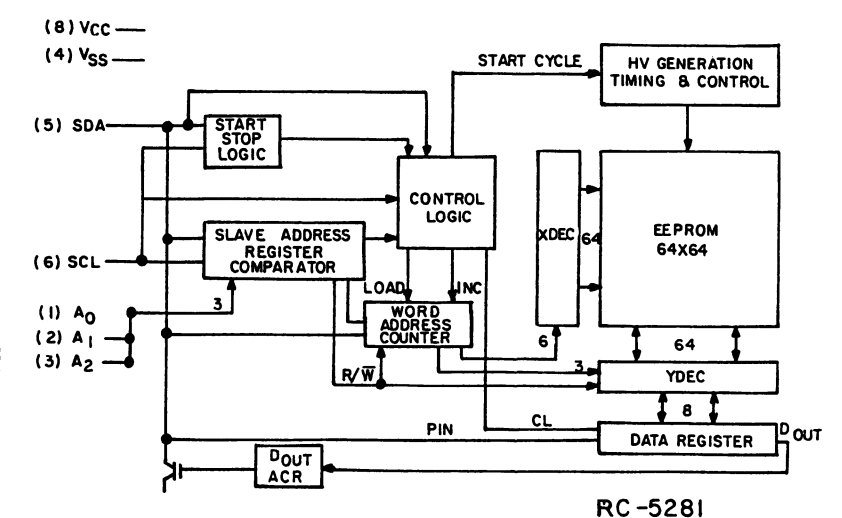 (8) VCC
(4) VSS
START CYCLE
HV GENERATION
TIMING & CONTROL
(5) SDA
START
STOP
LOGIC
CONTROL
LOGIC
XDEC
64
EEPROM
64X64
SLAVE ADDRESS
REGISTER
COMPARATOR
(6) SCL
LOAD
INC
(1) A0
3
(2) A1
(3) A2
WORD
ADDRESS
COUNTER
6
64
R/W̅
3
YDEC
8
PIN
CL
DATA REGISTER
DOUT
DOUT
ACR
RC-5281